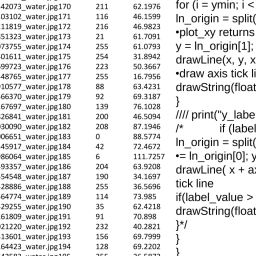 42073_water.jpg170 211 62.1976
03102_water.jpg171 116 46.1599
11819_water.jpg172 216 46.9823
51323_water.jpg173 21 61.7091
73755_water.jpg174 255 61.0793
01611_water.jpg175 254 31.8942
99723_water.jpg176 223 50.3667
48765_water.jpg177 255 16.7956
10577_water.jpg178 88 63.4231
66370_water.jpg179 92 69.3187
67697_water.jpg180 139 76.1028
26841_water.jpg181 200 46.5094
30090_water.jpg182 208 87.1946
06651_water.jpg183 0 88.5774
45917_water.jpg184 42 72.4672
86064_water.jpg185 6 111.7257
93357_water.jpg186 204 63.9208
54548_water.jpg187 190 34.1697
28886_water.jpg188 255 36.5696
64774_water.jpg189 114 73.985
29255_water.jpg190 35 62.4218
61809_water.jpg191 91 70.898
21220_water.jpg192 232 40.2821
13601_water.jpg193 156 69.7999
64423_water.jpg194 128 69.2202
for (i = ymin; i <
ln_origin = split(
•plot_xy returns
y = ln_origin[1];
drawLine(x, y, x
•draw axis tick li
drawString(float
}
//// print("y_labe
/* if (label
ln_origin = split(
•= ln_origin[0]; y
drawLine( x + ax
tick line
if(label_value >
drawString(float
}*/
}
}